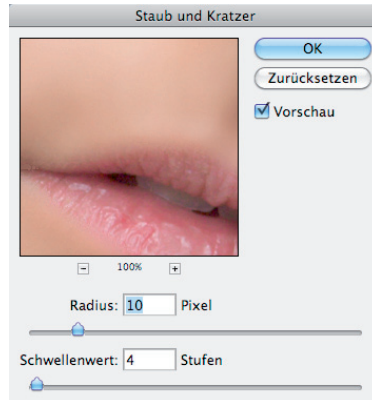 Staub und Kratzer
OK
Zurücksetzen
Vorschau
- 100% +
Radius: 10 Pixel
Schwellenwert: 4 Stufen